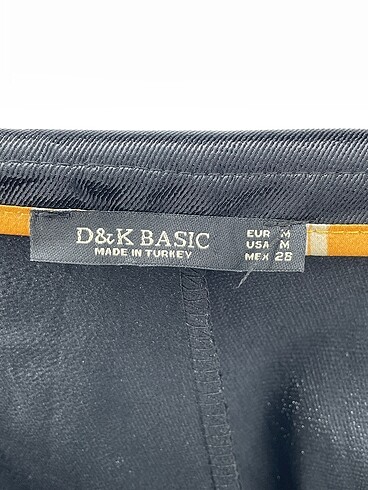 D&K BASIC
MADE IN TURKEY
EUR M
USA M
MEX 28